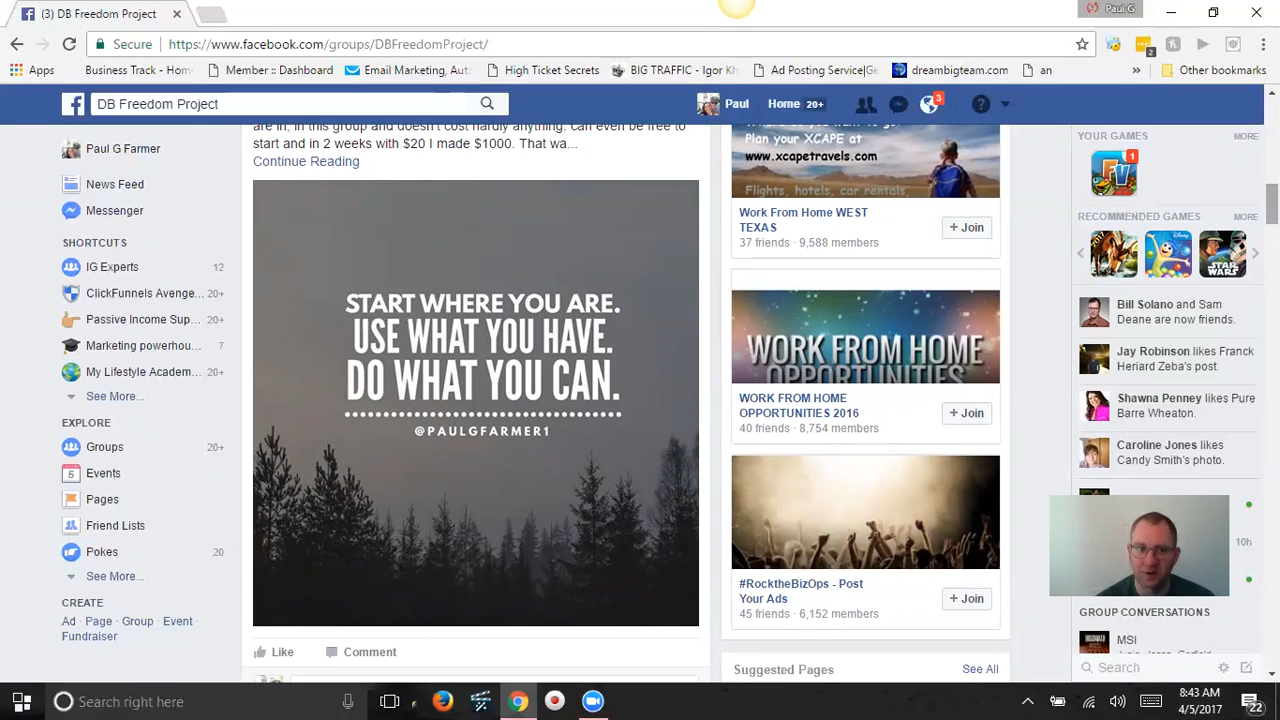 (3) DB Freedom Project
Paul G
Secure
https://www.facebook.com/groups/DBFreedomProject/
2
Apps
Business Track - Hom
Member :: Dashboard
Email Marketing, Aut
High Ticket Secrets
BIG TRAFFIC - Igor Kh
Ad Posting Service|Ge
dreambigteam.com
an
»
Other bookmarks
DB Freedom Project
Paul
Home 20+
3
Paul G Farmer
News Feed
Messenger
SHORTCUTS
IG Experts 12
ClickFunnels Avenge... 20+
Passive Income Sup... 20+
Marketing powerhou... 7
My Lifestyle Academ... 20+
See More...
EXPLORE
Groups 20+
5 Events
Pages
Friend Lists
Pokes 20
See More...
CREATE
Ad · Page · Group · Event ·
Fundraiser
are in, in this group and doesn't cost hardly anything, can even be free to
start and in 2 weeks with $20 I made $1000. That wa...
Continue Reading
START WHERE YOU ARE.
USE WHAT YOU HAVE.
DO WHAT YOU CAN.
@PAULGFARMER1
Like
Comment
Plan your XCAPE at
www.xcapetravels.com
Flights, hotels, car rentals,
Work From Home WEST
TEXAS
37 friends · 9,588 members
+ Join
WORK FROM HOME
OPPORTUNITIES
WORK FROM HOME
OPPORTUNITIES 2016
40 friends · 8,754 members
+ Join
#RocktheBizOps - Post
Your Ads
45 friends · 6,152 members
+ Join
Suggested Pages
See All
YOUR GAMES MORE
1
RECOMMENDED GAMES MORE
Bill Solano and Sam
Deane are now friends.
Jay Robinson likes Franck
Heriard Zeba's post.
Shawna Penney likes Pure
Barre Wheaton.
Caroline Jones likes
Candy Smith's photo.
10h
GROUP CONVERSATIONS
MSI
Search
Search right now
8:43 AM
4/5/2017
22